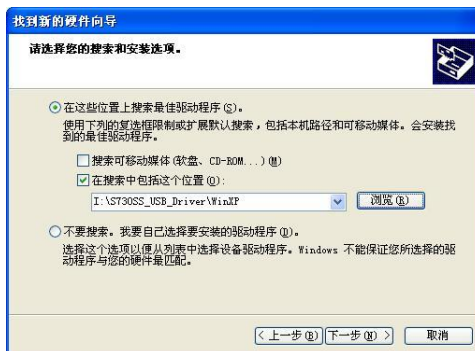 找到新的硬件向导
请选择您的搜索和安装选项。
在这些位置上搜索最佳驱动程序(S)。
使用下列的复选框限制或扩展默认搜索，包括本机路径和可移动媒体。会安装找
到的最佳驱动程序。
搜索可移动媒体(软盘、CD-ROM...)(M)
在搜索中包括这个位置(O):
I:\S730SS_USB_Driver\WinXP
浏览(R)
不要搜索。我要自己选择要安装的驱动程序(D)。
选择这个选项以便从列表中选择设备驱动程序。Windows 不能保证您所选择的驱
动程序与您的硬件最匹配。
< 上一步(B) 下一步(N) > 取消